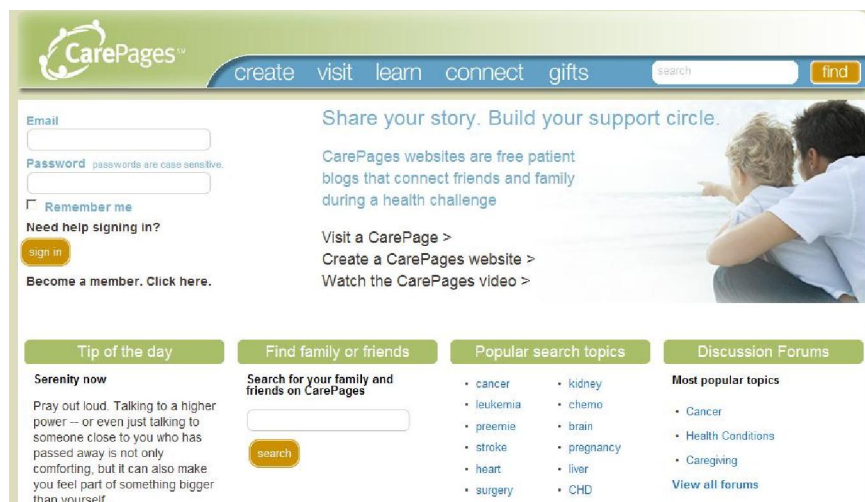 CarePages SM
create visit learn connect gifts search find
Email
Password passwords are case sensitive.
Remember me
Need help signing in?
sign in
Become a member. Click here.
Share your story. Build your support circle.
CarePages websites are free patient
blogs that connect friends and family
during a health challenge
Visit a CarePage >
Create a CarePages website >
Watch the CarePages video >
Tip of the day
Serenity now
Pray out loud. Talking to a higher
power -- or even just talking to
someone close to you who has
passed away is not only
comforting, but it can also make
you feel part of something bigger
than yourself
Find family or friends
Search for your family and
friends on CarePages
search
Popular search topics
• cancer
• leukemia
• preemie
• stroke
• heart
• surgery
• kidney
• chemo
• brain
• pregnancy
• liver
• CHD
Discussion Forums
Most popular topics
• Cancer
• Health Conditions
• Caregiving
View all forums